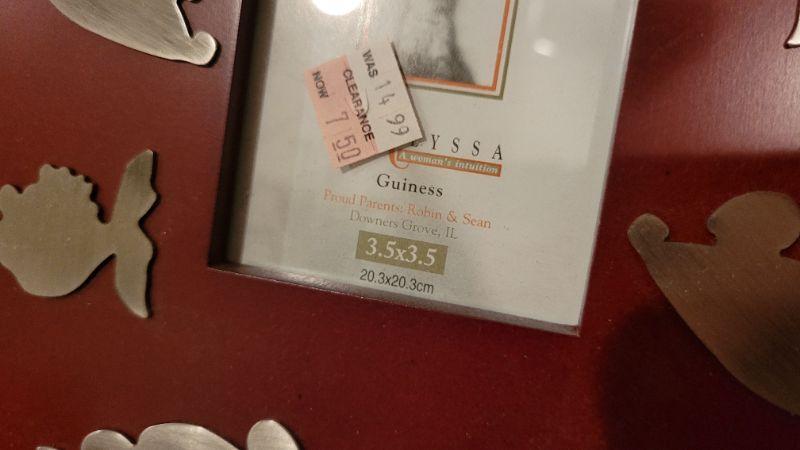 WAS 14 99
CLEARANCE
NOW 7 50
LYSSA
A woman's intuition
Guiness
Proud Parents: Robin & Sean
Downers Grove, IL
3.5x3.5
20.3x20.3cm